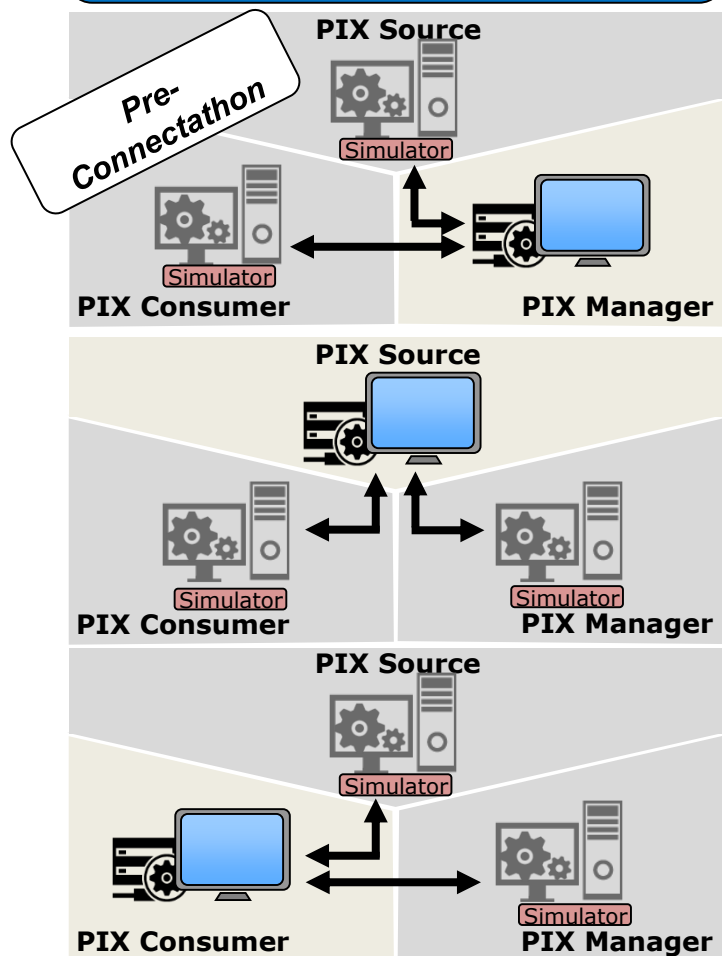 PIX Source
Pre-
Connectathon
Simulator
Simulator
PIX Consumer
PIX Manager
PIX Source
Simulator
Simulator
PIX Consumer
PIX Manager
PIX Source
Simulator
Simulator
PIX Consumer
PIX Manager